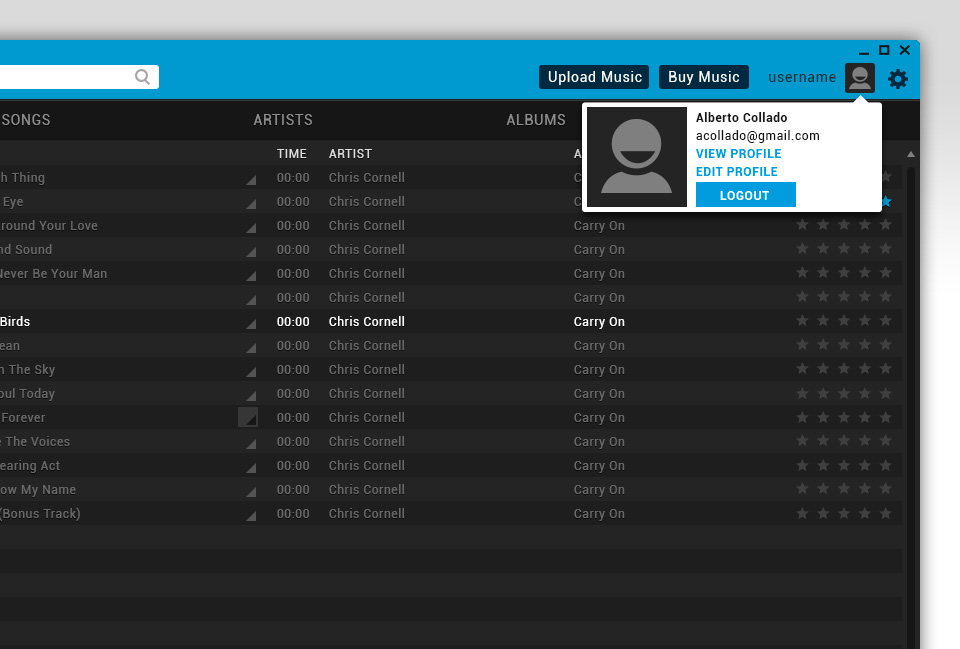 Upload Music Buy Music username
SONGS ARTISTS ALBUMS
Alberto Collado
acollado@gmail.com
VIEW PROFILE
EDIT PROFILE
LOGOUT
TIME ARTIST A
h Thing 00:00 Chris Cornell C
Eye 00:00 Chris Cornell C
round Your Love 00:00 Chris Cornell Carry On
nd Sound 00:00 Chris Cornell Carry On
Never Be Your Man 00:00 Chris Cornell Carry On
00:00 Chris Cornell Carry On
Birds 00:00 Chris Cornell Carry On
ean 00:00 Chris Cornell Carry On
n The Sky 00:00 Chris Cornell Carry On
oul Today 00:00 Chris Cornell Carry On
Forever 00:00 Chris Cornell Carry On
e The Voices 00:00 Chris Cornell Carry On
earing Act 00:00 Chris Cornell Carry On
ow My Name 00:00 Chris Cornell Carry On
(Bonus Track) 00:00 Chris Cornell Carry On